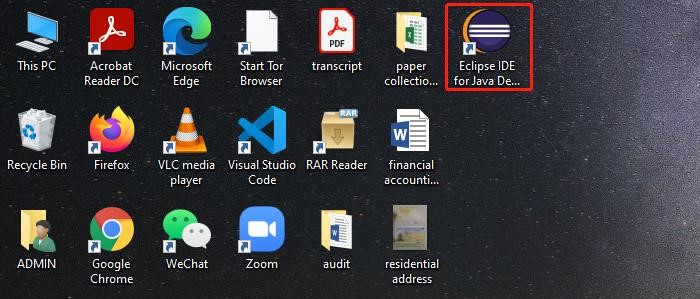 This PC
Acrobat
Reader DC
Microsoft
Edge
Start Tor
Browser
PDF
transcript
paper
collectio...
Eclipse IDE
for Java De...
Recycle Bin
Firefox
VLC media
player
Visual Studio
Code
RAR
RAR Reader
W
financial
accounti...
ADMIN
Google
Chrome
WeChat
Zoom
audit
residential
address